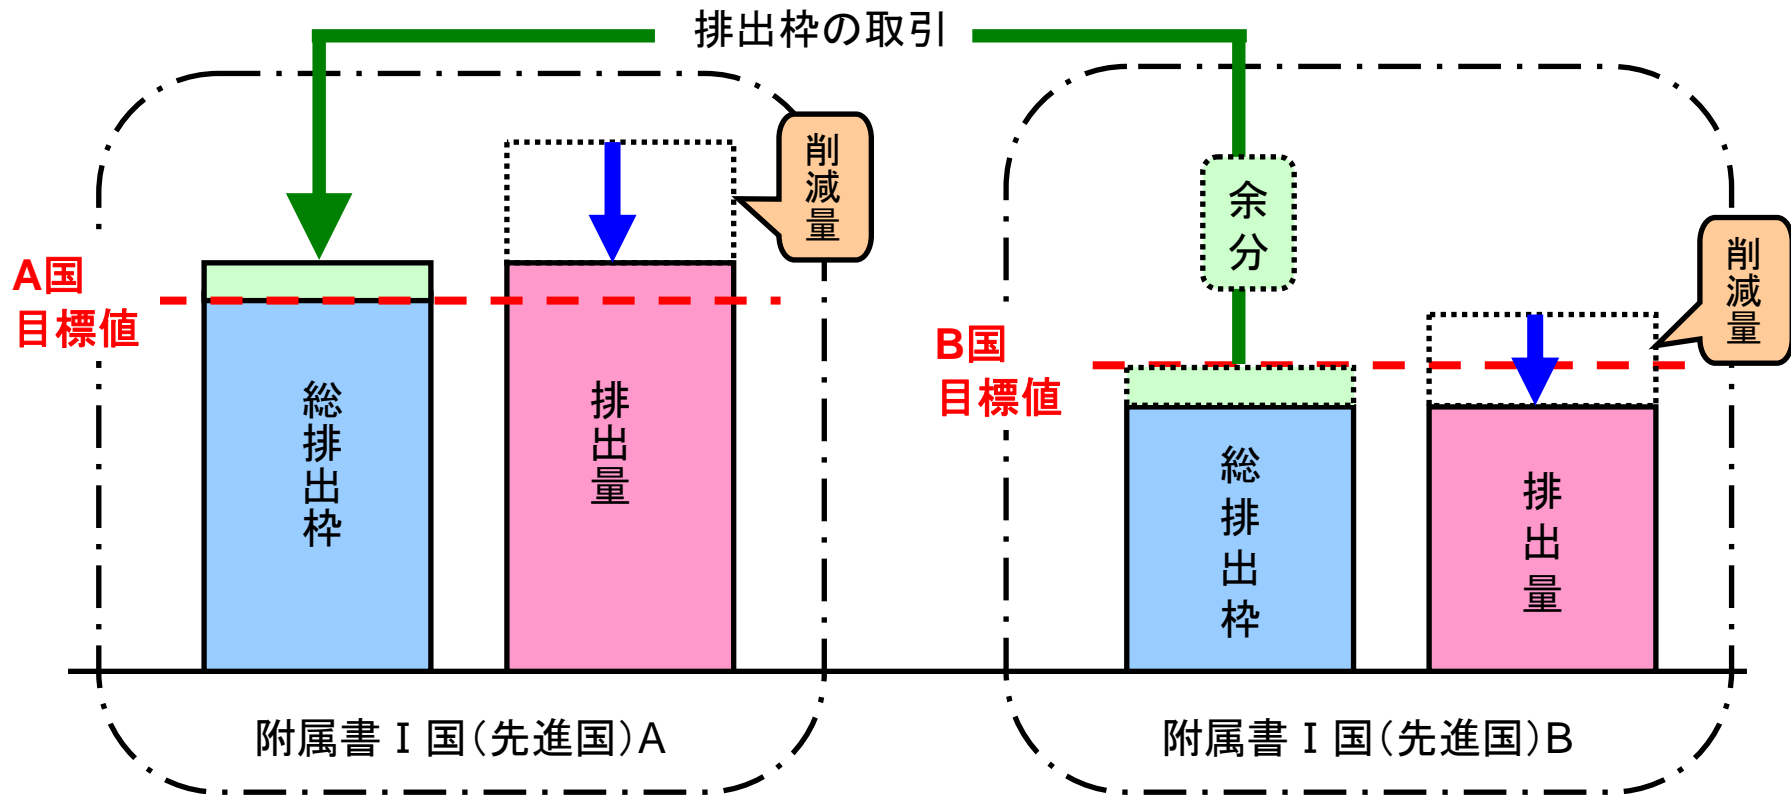 排出枠の取引
削減量
余分
削減量
A国
目標値
B国
目標値
総排出枠
排出量
総排出枠
排出量
附属書Ⅰ国(先進国)A
附属書Ⅰ国(先進国)B